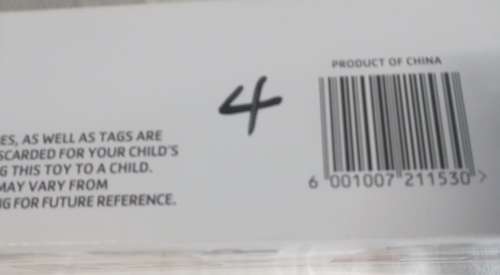 PRODUCT OF CHINA
4
ES, AS WELL AS TAGS ARE
SCARDED FOR YOUR CHILD'S
G THIS TOY TO A CHILD.
MAY VARY FROM
G FOR FUTURE REFERENCE.
6 001007 211530 >